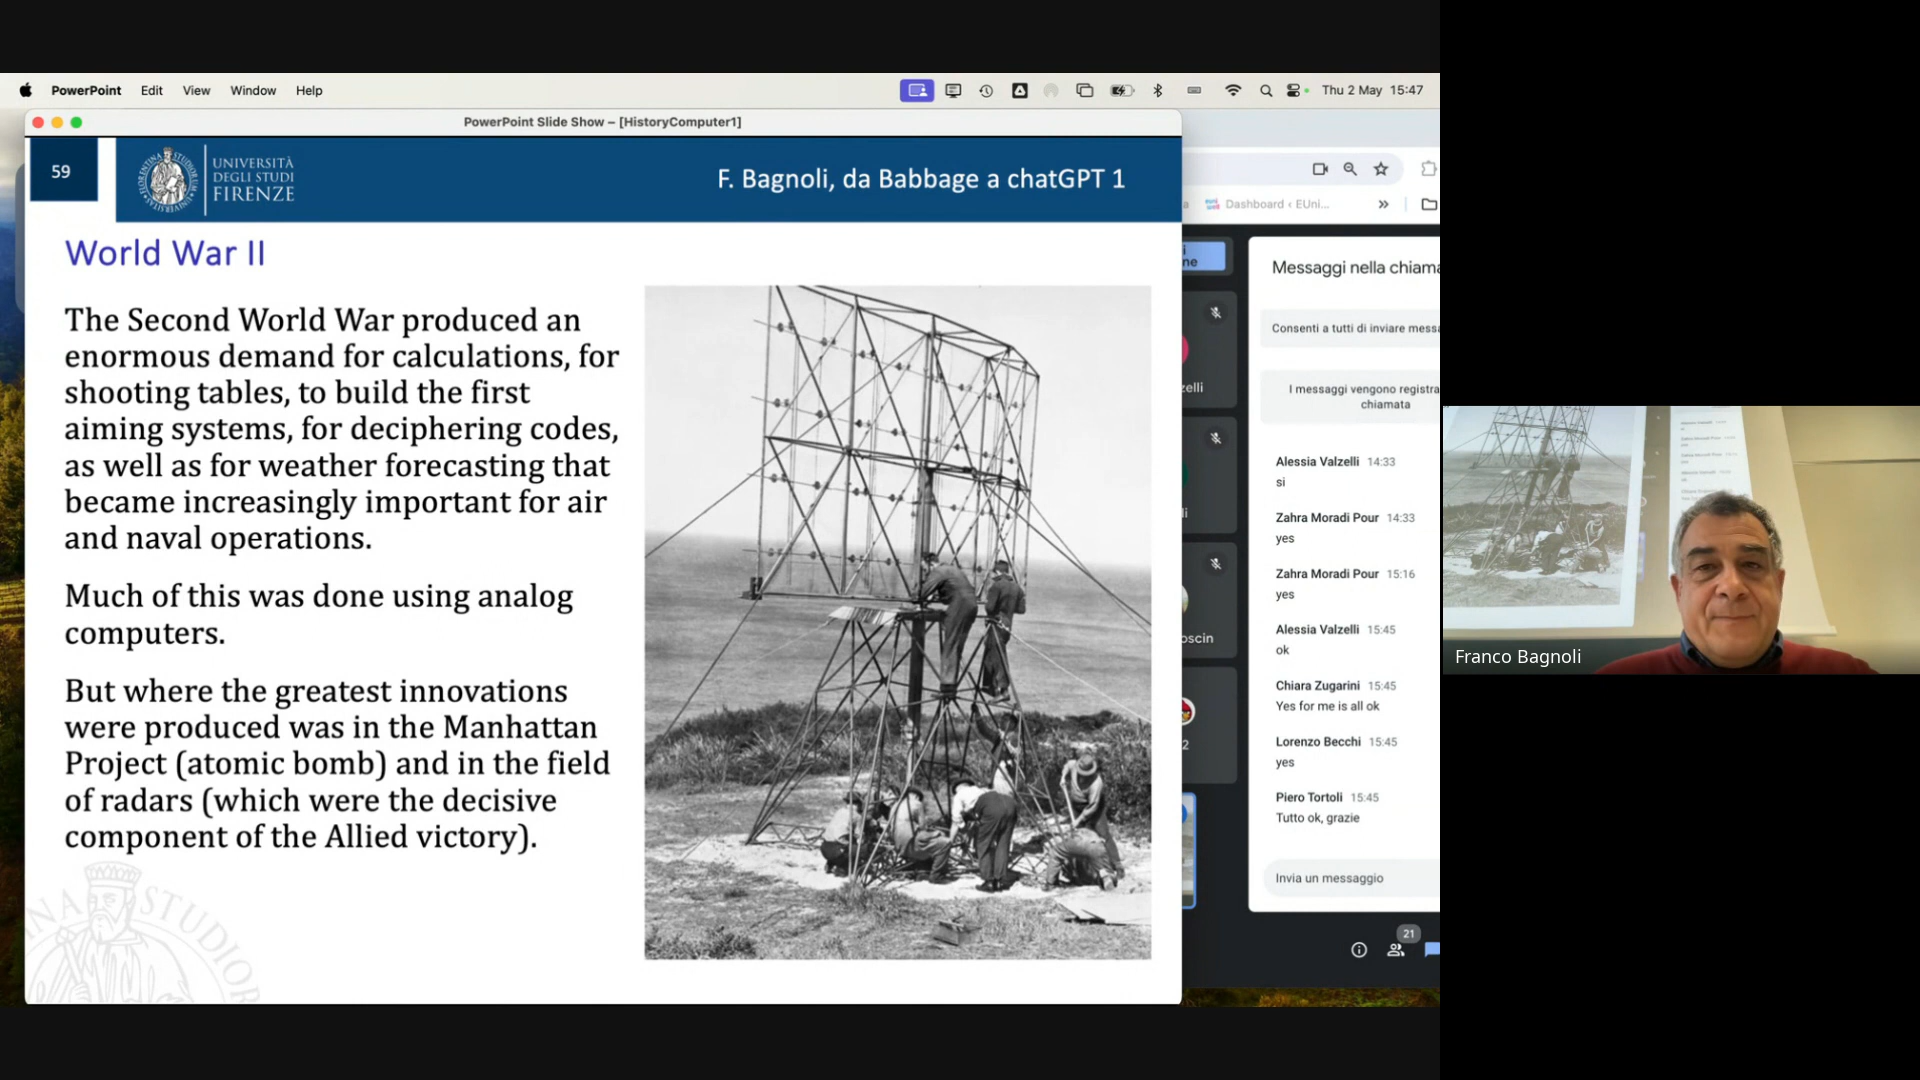 PowerPoint Edit View Window Help
Thu 2 May 15:47
PowerPoint Slide Show – [HistoryComputer1]
59
UNIVERSITÀ
DEGLI STUDI
FIRENZE
F. Bagnoli, da Babbage a chatGPT 1
World War II
The Second World War produced an
enormous demand for calculations, for
shooting tables, to build the first
aiming systems, for deciphering codes,
as well as for weather forecasting that
became increasingly important for air
and naval operations.
Much of this was done using analog
computers.
But where the greatest innovations
were produced was in the Manhattan
Project (atomic bomb) and in the field
of radars (which were the decisive
component of the Allied victory).
Dashboard ‹ EUni...
»
i
ne
zelli
li
oscin
2
Messaggi nella chiama
Consenti a tutti di inviare messa
I messaggi vengono registra
chiamata
Alessia Valzelli 14:33
si
Zahra Moradi Pour 14:33
yes
Zahra Moradi Pour 15:16
yes
Alessia Valzelli 15:45
ok
Chiara Zugarini 15:45
Yes for me is all ok
Lorenzo Becchi 15:45
yes
Piero Tortoli 15:45
Tutto ok, grazie
Invia un messaggio
21
Franco Bagnoli